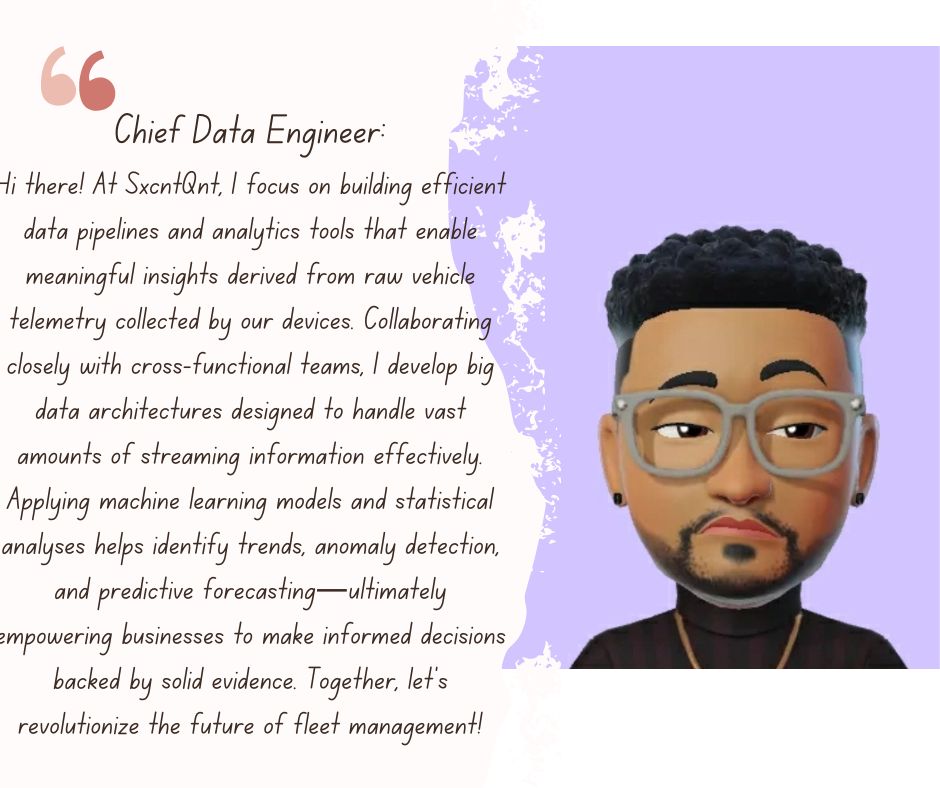 Chief Data Engineer:
Hi there! At SxcntQnt, I focus on building efficient
data pipelines and analytics tools that enable
meaningful insights derived from raw vehicle
telemetry collected by our devices. Collaborating
closely with cross-functional teams, I develop big
data architectures designed to handle vast
amounts of streaming information effectively.
Applying machine learning models and statistical
analyses helps identify trends, anomaly detection,
and predictive forecasting—ultimately
empowering businesses to make informed decisions
backed by solid evidence. Together, let's
revolutionize the future of fleet management!